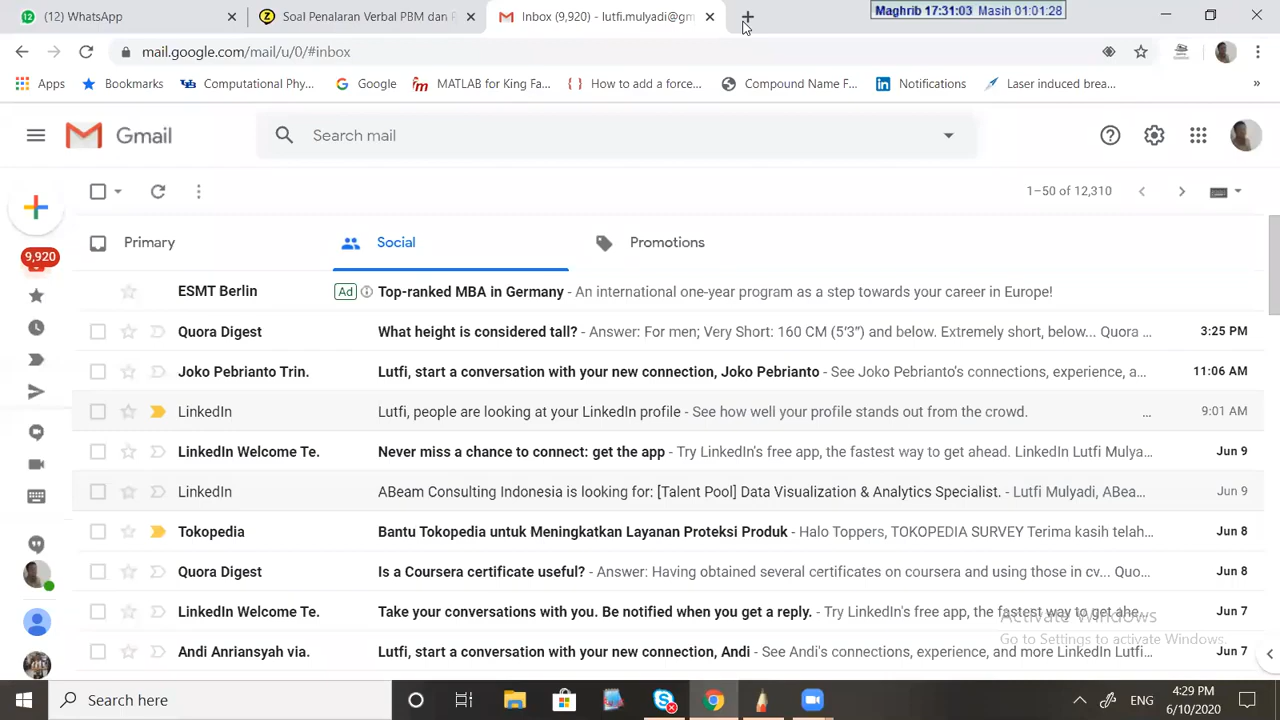 (12) WhatsApp
Soal Penalaran Verbal PBM dan P
Inbox (9,920) - lutfi.mulyadi@gm
Maghrib 17:31:03 Masih 01:01:28
mail.google.com/mail/u/0/#inbox
Apps
Bookmarks
Computational Phy...
Google
MATLAB for King Fa...
How to add a force...
Compound Name F...
Notifications
Laser induced brea...
»
Gmail
Search mail
1–50 of 12,310
9,920
Primary
Social
Promotions
ESMT Berlin Ad Top-ranked MBA in Germany - An international one-year program as a step towards your career in Europe!
Quora Digest What height is considered tall? - Answer: For men; Very Short: 160 CM (5'3”) and below. Extremely short, below... Quora ... 3:25 PM
Joko Pebrianto Trin. Lutfi, start a conversation with your new connection, Joko Pebrianto - See Joko Pebrianto's connections, experience, a... 11:06 AM
LinkedIn Lutfi, people are looking at your LinkedIn profile - See how well your profile stands out from the crowd. ... 9:01 AM
LinkedIn Welcome Te. Never miss a chance to connect: get the app - Try LinkedIn's free app, the fastest way to get ahead. LinkedIn Lutfi Mulya... Jun 9
LinkedIn ABeam Consulting Indonesia is looking for: [Talent Pool] Data Visualization & Analytics Specialist. - Lutfi Mulyadi, ABea... Jun 9
Tokopedia Bantu Tokopedia untuk Meningkatkan Layanan Proteksi Produk - Halo Toppers, TOKOPEDIA SURVEY Terima kasih telah... Jun 8
Quora Digest Is a Coursera certificate useful? - Answer: Having obtained several certificates on coursera and using those in cv... Quo... Jun 8
LinkedIn Welcome Te. Take your conversations with you. Be notified when you get a reply. - Try LinkedIn's free app, the fastest way to get ahe... Jun 7
Andi Anriansyah via. Lutfi, start a conversation with your new connection, Andi - See Andi's connections, experience, and more LinkedIn Lutfi... Jun 7
Activate Windows
Go to Settings to activate Windows.
Search here
ENG
4:29 PM
6/10/2020